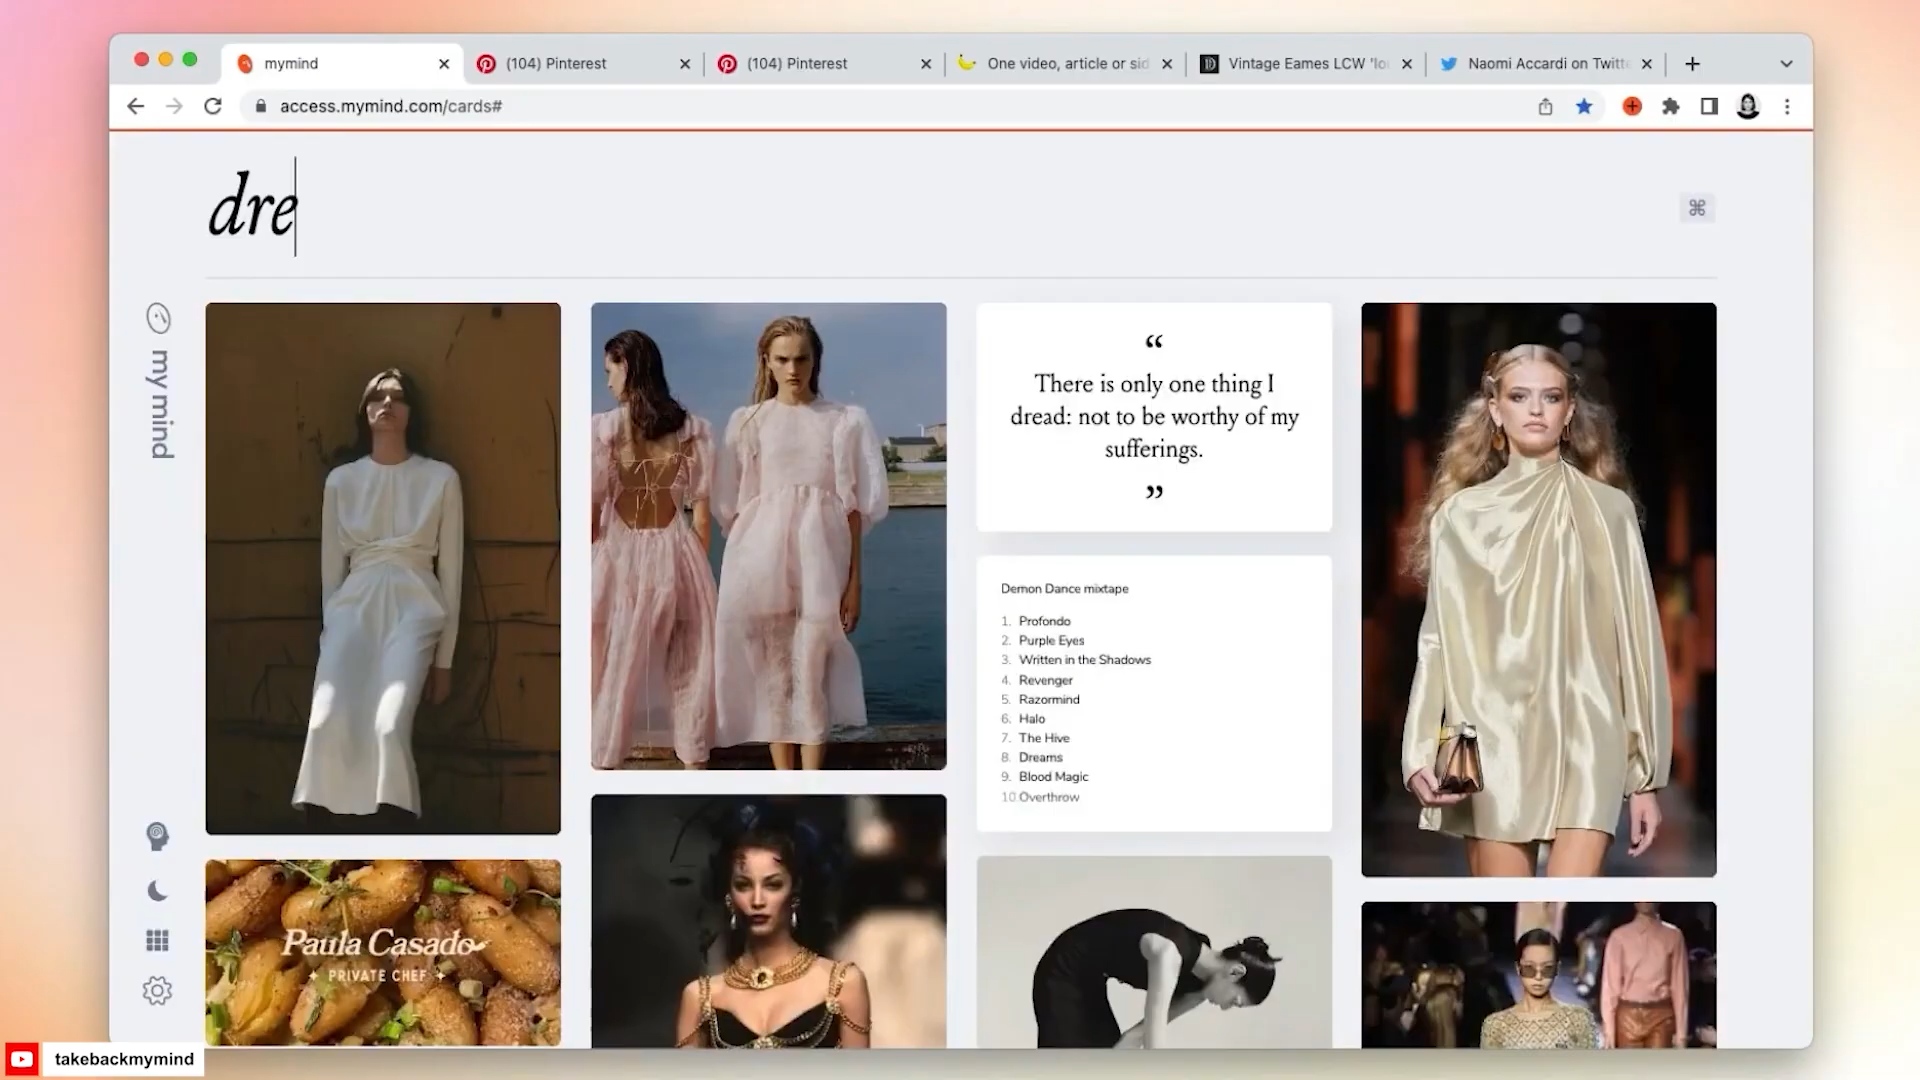 mymind
(104) Pinterest
(104) Pinterest
One video, article or sid
Vintage Eames LCW 'lo
Naomi Accardi on Twitte
access.mymind.com/cards#
dre
my mind
“
There is only one thing I
dread: not to be worthy of my
sufferings.
”
Demon Dance mixtape
1. Profondo
2. Purple Eyes
3. Written in the Shadows
4. Revenger
5. Razormind
6. Halo
7. The Hive
8. Dreams
9. Blood Magic
10. Overthrow
Paula Casado
PRIVATE CHEF
takebackmymind